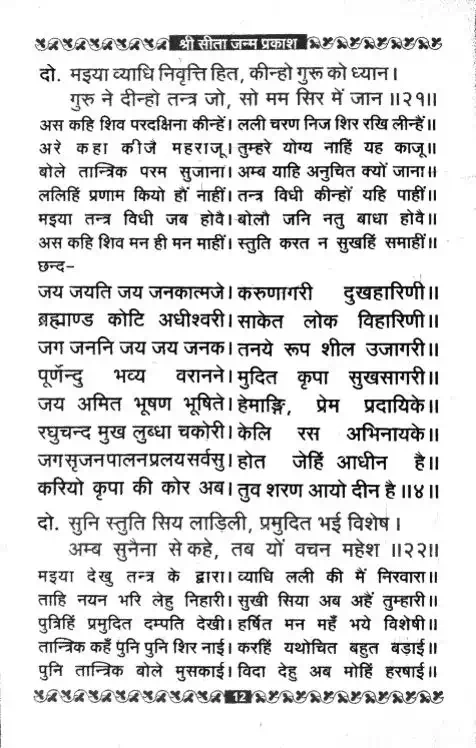 श्री सीता जन्म प्रकाश
दो. मइया व्याधि निवृत्ति हित, कीन्हो गुरू को ध्यान।
गुरू ने दीन्हो तन्त्र जो, सो मम सिर में जान ॥२१॥
अस कहि शिव परदक्षिना कीन्हें। लली चरण निज शिर रखि लीन्हें॥
अरे कहा कीजै महराजू। तुम्हरे योग्य नाहिं यह काजू॥
बोले तान्त्रिक परम सुजाना। अम्ब याहि अनुचित क्यों जाना॥
ललिहिं प्रणाम कियो हौं नाहीं। तन्त्र विधी कीन्हों यहि पाहीं॥
मइया तन्त्र विधी जब होवै। बोलौ जनि नतु बाधा होवै॥
अस कहि शिव मन ही मन माहीं। स्तुति करत न सुखहिं समाहीं॥
छन्द-
जय जयति जय जनकात्मजे। करुणागरी दुखहारिणी॥
ब्रह्माण्ड कोटि अधीश्वरी। साकेत लोक विहारिणी॥
जग जननि जय जय जनक। तनये रूप शील उजागरी॥
पूर्णेन्दु भव्य वरानने। मुदित कृपा सुखसागरी॥
जय अमित भूषण भूषिते। हेमाङ्गि, प्रेम प्रदायिके॥
रघुचन्द मुख लुब्धा चकोरी। केलि रस अभिनायके॥
जग सृजन पालन प्रलय सर्वसु। होत जेहिं आधीन है॥
करियो कृपा की कोर अब। तुव शरण आयो दीन है॥४॥
दो. सुनि स्तुति सिय लाड़िली, प्रमुदित भई विशेष।
अम्ब सुनैना से कहे, तब यों वचन महेश ॥२२॥
मइया देखु तन्त्र के द्वारा। व्याधि लली की मैं निरवारा॥
ताहि नयन भरि लेहु निहारी। सुखी सिया अब अहैं तुम्हारी॥
पुत्रिहिं प्रमुदित दम्पति देखी। हर्षित मन महँ भये विशेषी॥
तान्त्रिक कहँ पुनि पुनि शिर नाई। करहिं यथोचित बहुत बड़ाई॥
पुनि तान्त्रिक बोले मुसकाई। विदा देहु अब मोहिं हरषाई॥
12